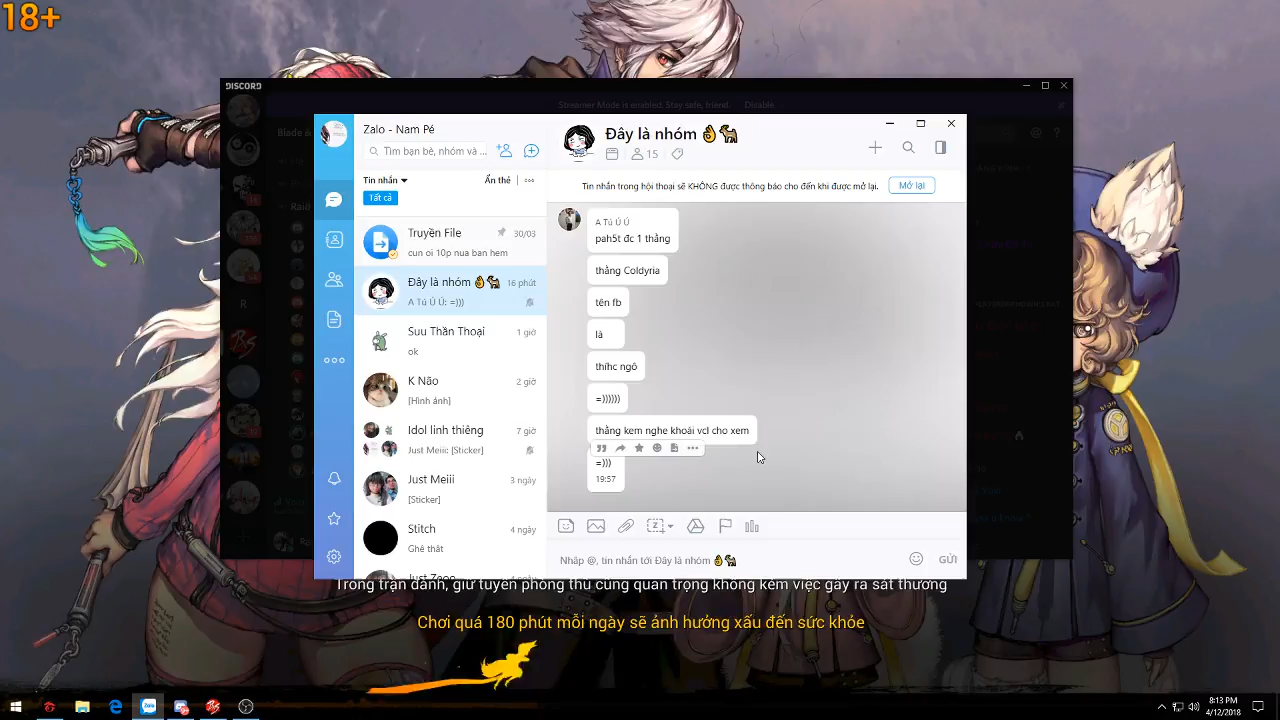 18+
DISCORD
Streamer Mode is enabled. Stay safe, friend. Disable
Blade &
Zalo - Nam Pé
Tìm bạn bè, nhóm và ...
Tin nhắn
Ẩn thẻ
Tất cả
Truyền File
30/03
cun oi 10p nua ban hem
Đây là nhóm 👌🐕
16 phút
A Tú Ú Ú: =)))
Suu Thần Thoại
1 giờ
ok
K Não
2 giờ
[Hình ảnh]
Idol linh thiêng
7 giờ
Just Meiii: [Sticker]
Just Meiii
3 ngày
[Sticker]
Stitch
4 ngày
Ghê thật
Đây là nhóm 👌🐕
15
Tin nhắn trong hội thoại sẽ KHÔNG được thông báo cho đến khi được mở lại.
Mở lại
A Tú Ú Ú
pah5t đc 1 thằng
thằng Coldyria
tên fb
là
thíhc ngô
=))))))
thằng kem nghe khoái vcl cho xem
=)))
19:57
Nhập @, tin nhắn tới Đây là nhóm 👌🐕
GỬI
Trong trận đánh, giữ tuyến phòng thủ cũng quan trọng không kém việc gây ra sát thương
Chơi quá 180 phút mỗi ngày sẽ ảnh hưởng xấu đến sức khỏe
Zalo
8:13 PM
4/12/2018